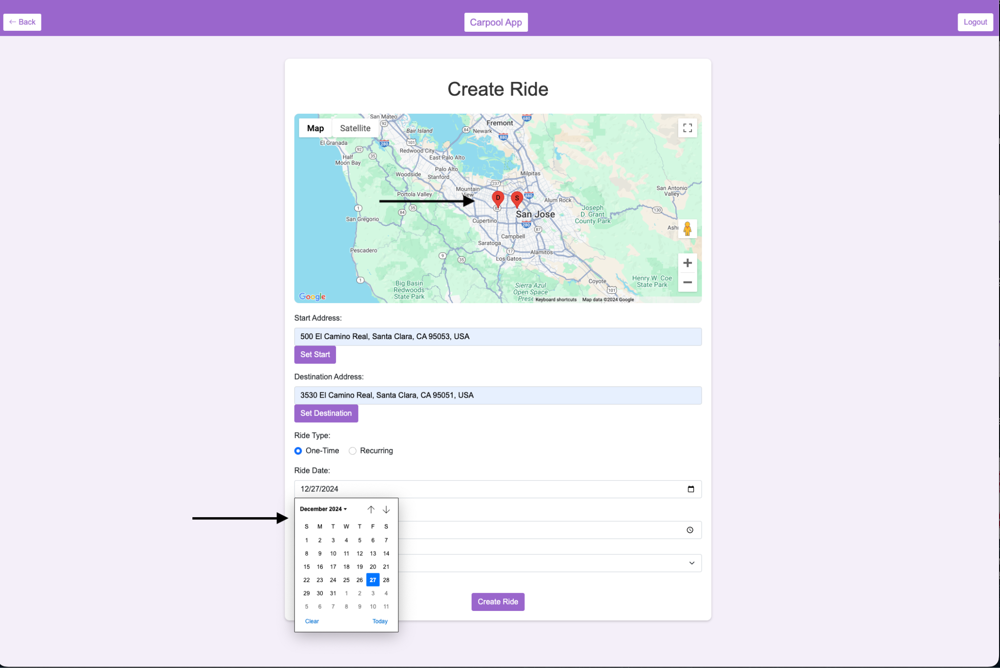 ← Back
Carpool App
Logout
Create Ride
Map
Satellite
San Mateo
92
Bair Island
84
Fremont
Newark
680
880
El Granada
92
280
101
Redwood City
Half
Moon Bay
35
East Palo Alto
Palo Alto
Woodside
Stanford
Milpitas
237
Mountain
View
Portola Valley
San Antonio
Valley
D
S
880
Alum Rock
82
1
84
35
San Jose
Joseph
D. Grant
County Park
130
San Gregorio
Cupertino
280
87
Campbell
Saratoga
Pescadero
9
35
17
Los Gatos
Alamitos
1
Big Basin
Redwoods
State Park
Sierra Azul
Open Space
Coyote
101
Henry W. Coe
State Park
Google
Keyboard shortcuts
Map data ©2024 Google
Start Address:
500 El Camino Real, Santa Clara, CA 95053, USA
Set Start
Destination Address:
3530 El Camino Real, Santa Clara, CA 95051, USA
Set Destination
Ride Type:
One-Time
Recurring
Ride Date:
12/27/2024
December 2024
S M T W T F S
1 2 3 4 5 6 7
8 9 10 11 12 13 14
15 16 17 18 19 20 21
22 23 24 25 26 27 28
29 30 31 1 2 3 4
5 6 7 8 9 10 11
Clear
Today
Create Ride